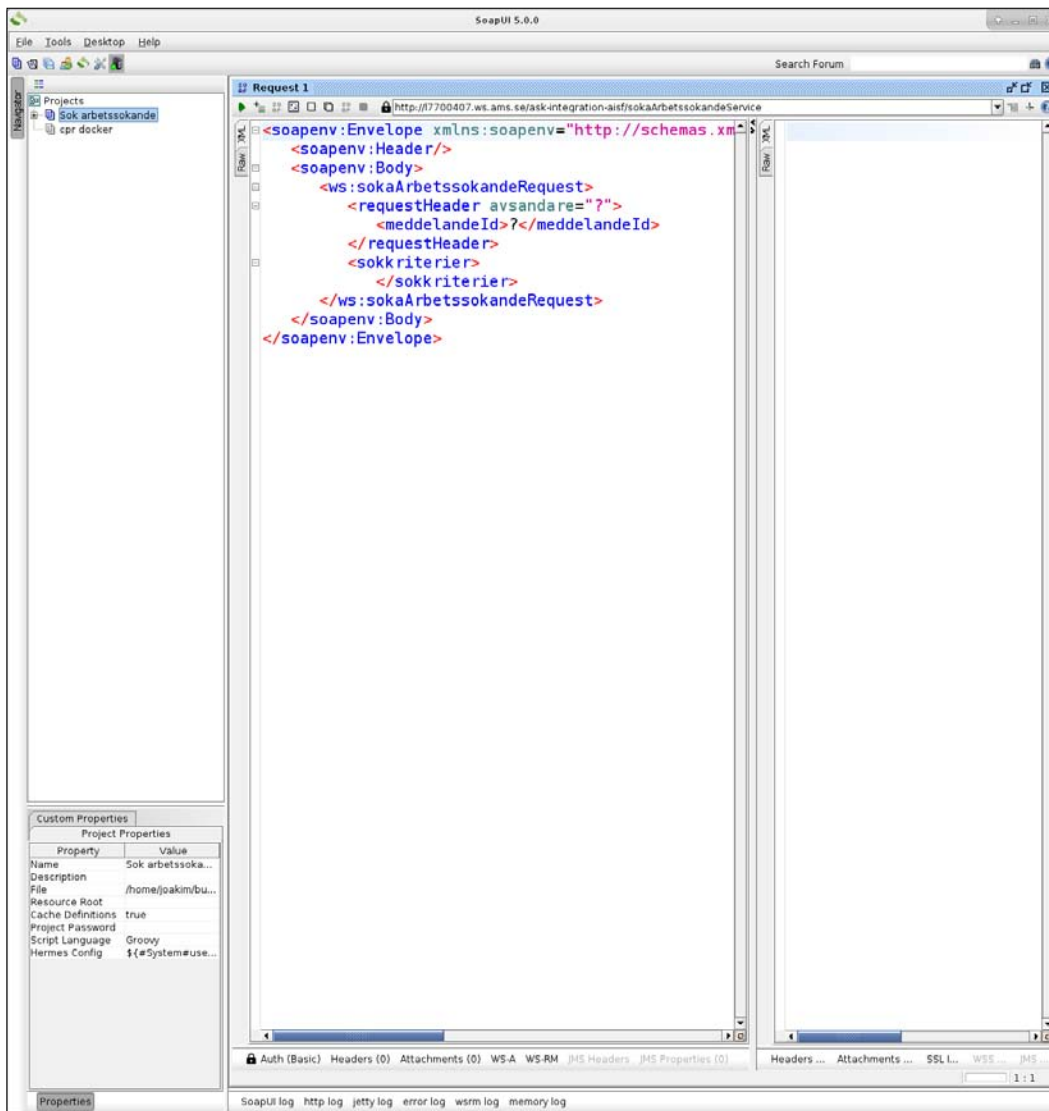 SoapUI 5.0.0
File Tools Desktop Help
Search Forum
Navigator
Projects
Sok arbetssokande
cpr docker
Request 1
http://l7700407.ws.ams.se/ask-integration-aisf/sokaArbetssokandeService
XML
Raw
<soapenv:Envelope xmlns:soapenv="http://schemas.xm
<soapenv:Header/>
<soapenv:Body>
<ws:sokaArbetssokandeRequest>
<requestHeader avsandare="?">
<meddelandeId>?</meddelandeId>
</requestHeader>
<sokkriterier>
</sokkriterier>
</ws:sokaArbetssokandeRequest>
</soapenv:Body>
</soapenv:Envelope>
XML
Raw
Custom Properties
Project Properties
Property Value
Name Sok arbetssoka...
Description
File /home/joakim/bu...
Resource Root
Cache Definitions true
Project Password
Script Language Groovy
Hermes Config ${#System#use...
Auth (Basic) Headers (0) Attachments (0) WS-A WS-RM JMS Headers JMS Properties (0)
Headers ... Attachments ... SSL I... WSS ... JMS ...
1 : 1
Properties
SoapUI log http log jetty log error log wsrm log memory log